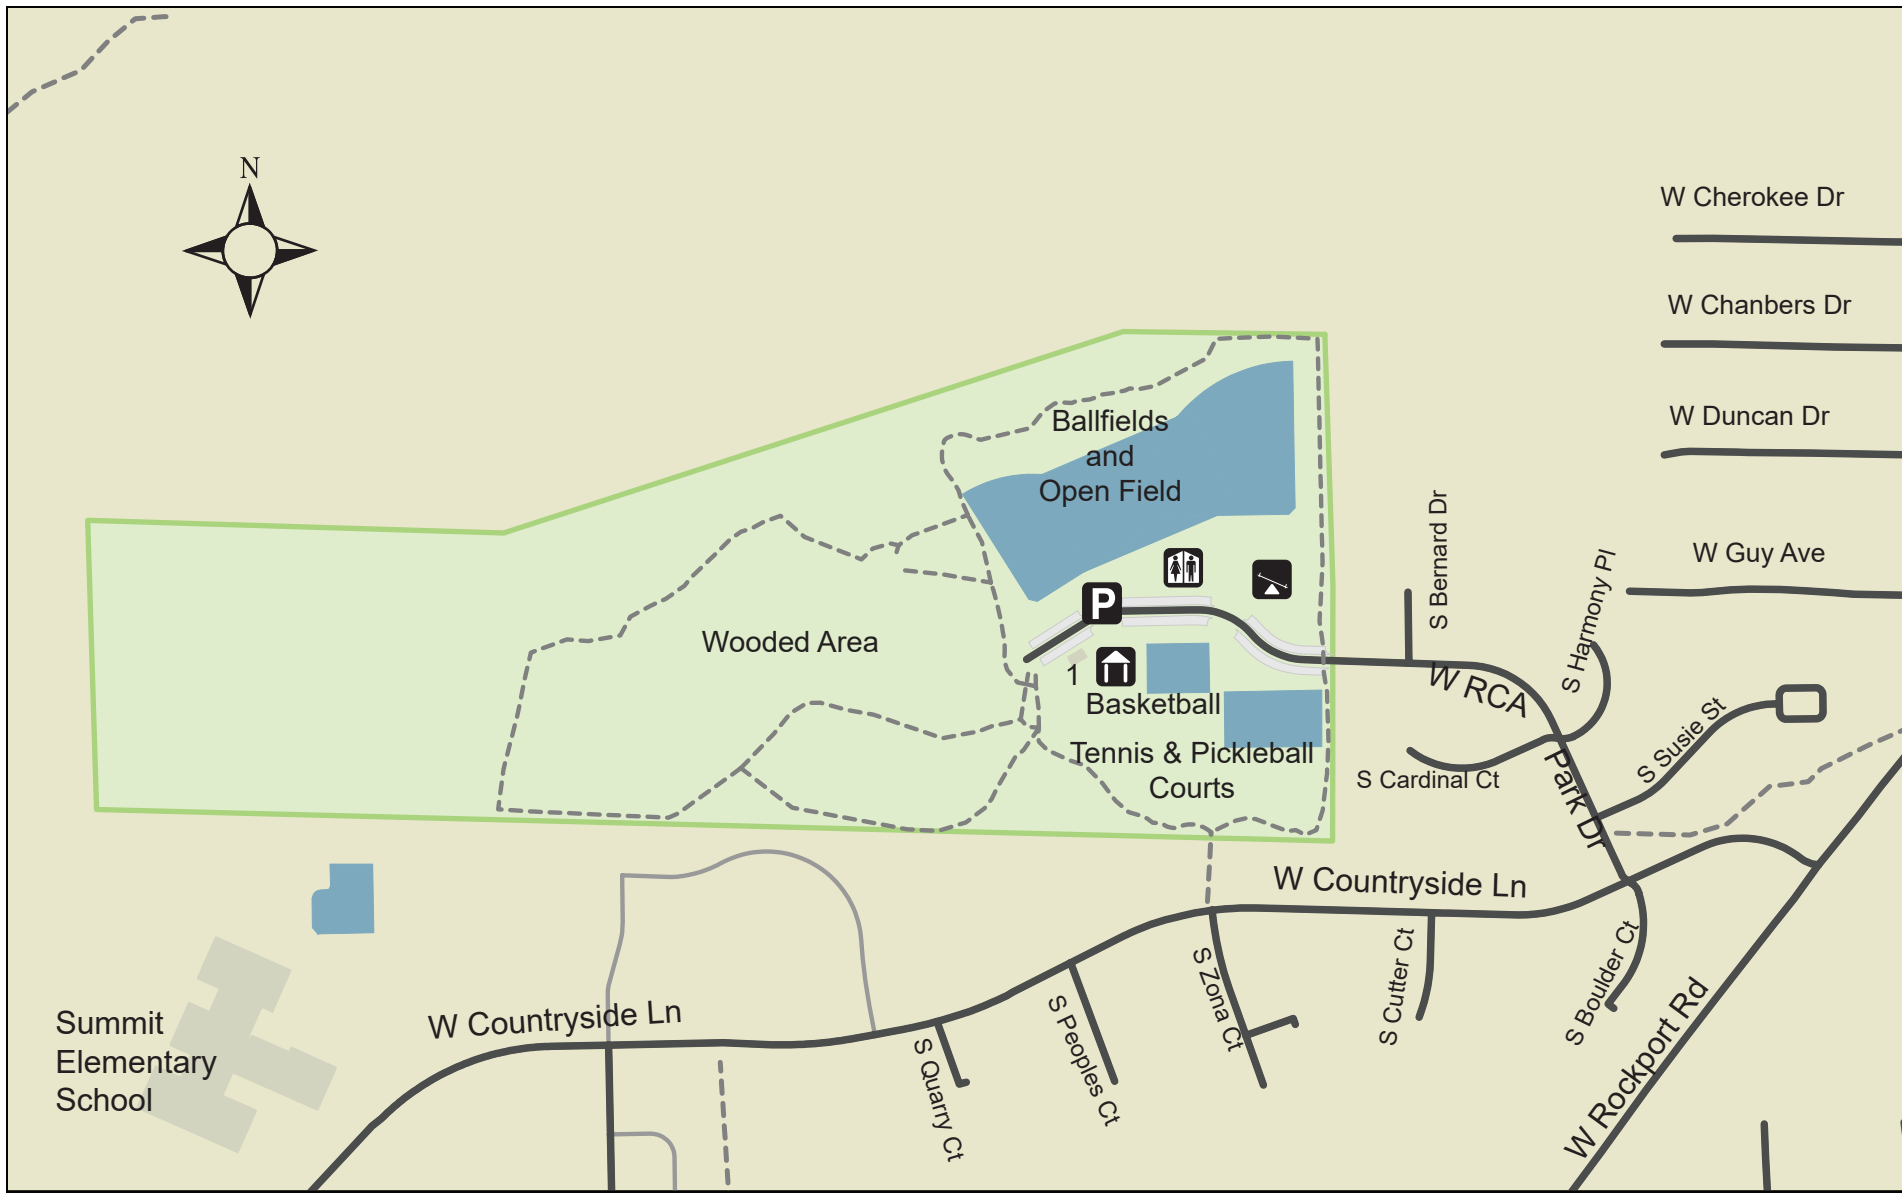 N
W Cherokee Dr
W Chanbers Dr
W Duncan Dr
Ballfields
and
Open Field
S Bernard Dr
W Guy Ave
S Harmony Pl
P
Wooded Area
1
Basketball
W RCA
Park Dr
S Susie St
Tennis & Pickleball
Courts
S Cardinal Ct
W Countryside Ln
S Zona Ct
S Cutter Ct
S Boulder Ct
W Rockport Rd
Summit
Elementary
School
W Countryside Ln
S Quarry Ct
S Peoples Ct